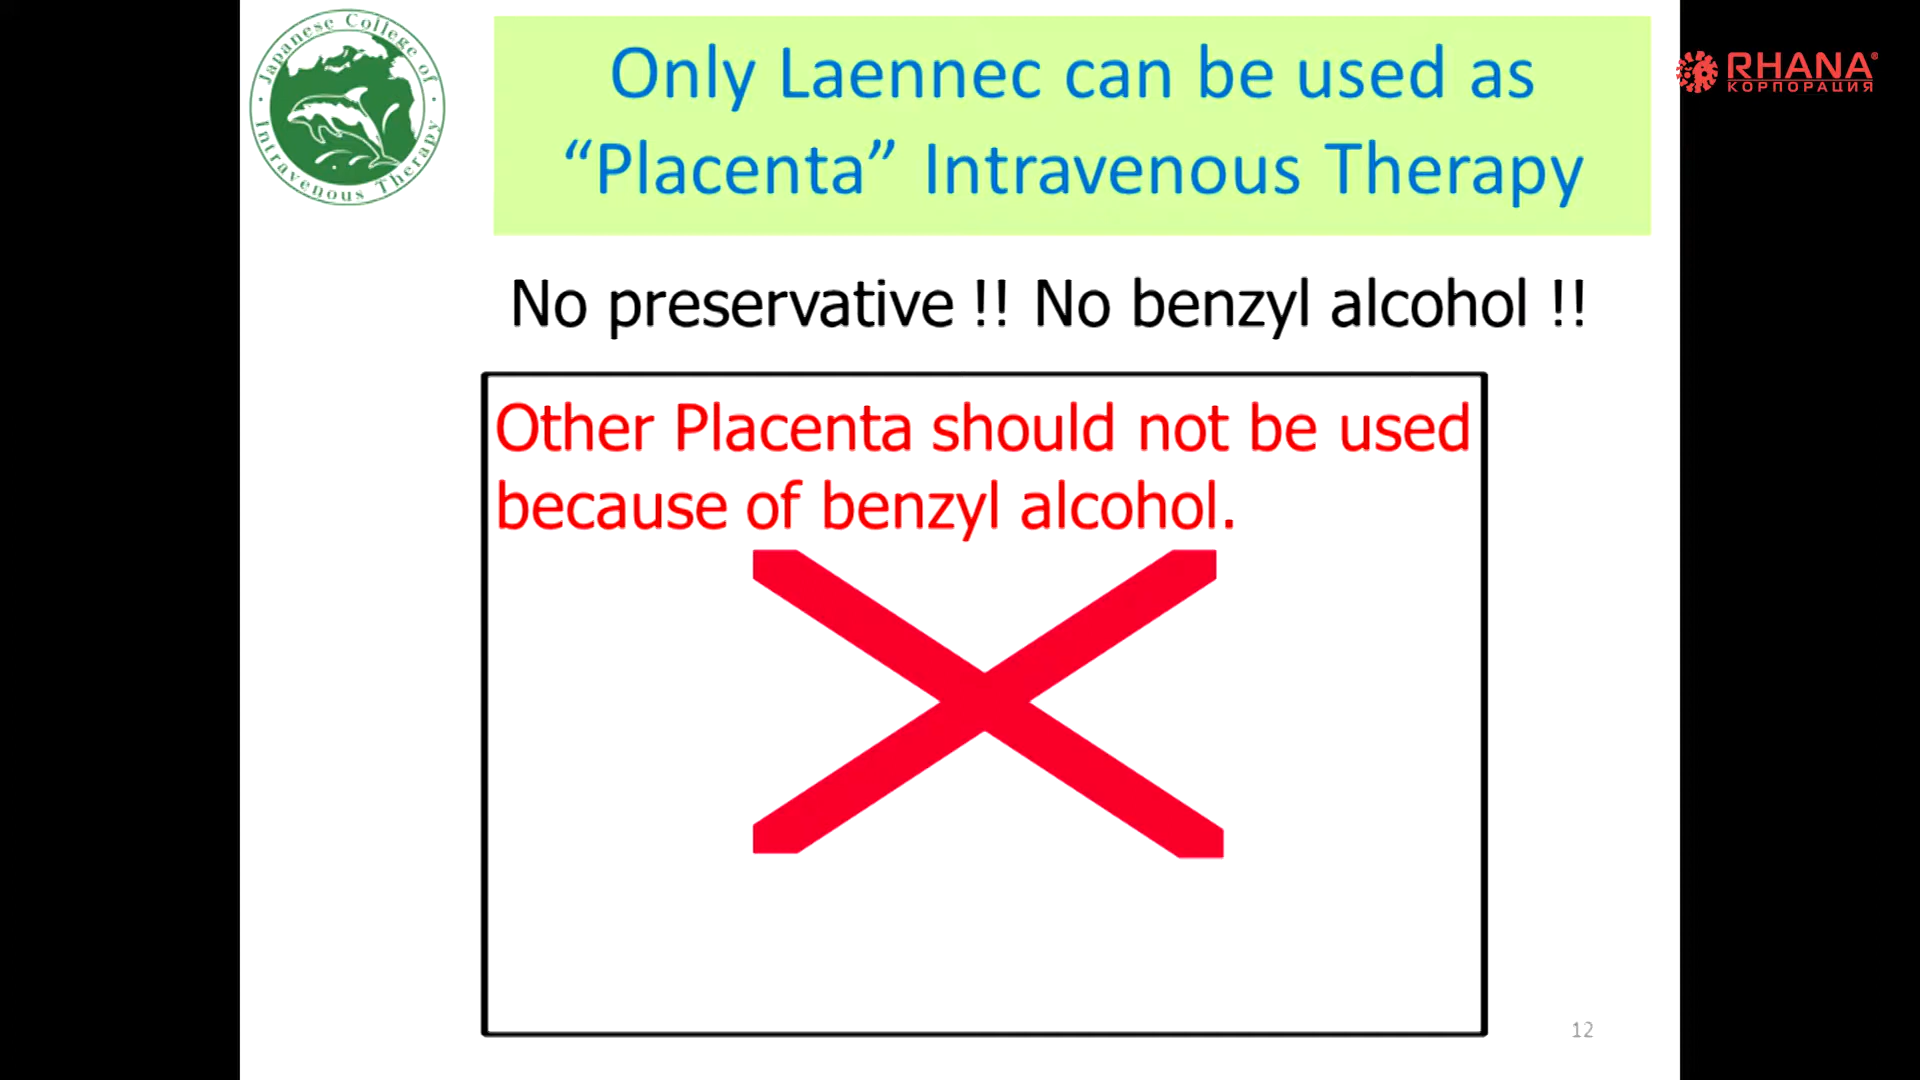 Japanese College of
Intravenous Therapy
Only Laennec can be used as
“Placenta” Intravenous Therapy
RHANA®
КОРПОРАЦИЯ
No preservative !! No benzyl alcohol !!
Other Placenta should not be used
because of benzyl alcohol.
12